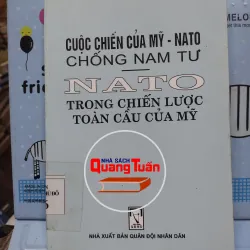 CUỘC CHIẾN CỦA MỸ - NATO
CHỐNG NAM TƯ
NATO
TRONG CHIẾN LƯỢC
TOÀN CẦU CỦA MỸ
NHÀ SÁCH
Quang Tuấn
NHÀ XUẤT BẢN QUÂN ĐỘI NHÂN DÂN